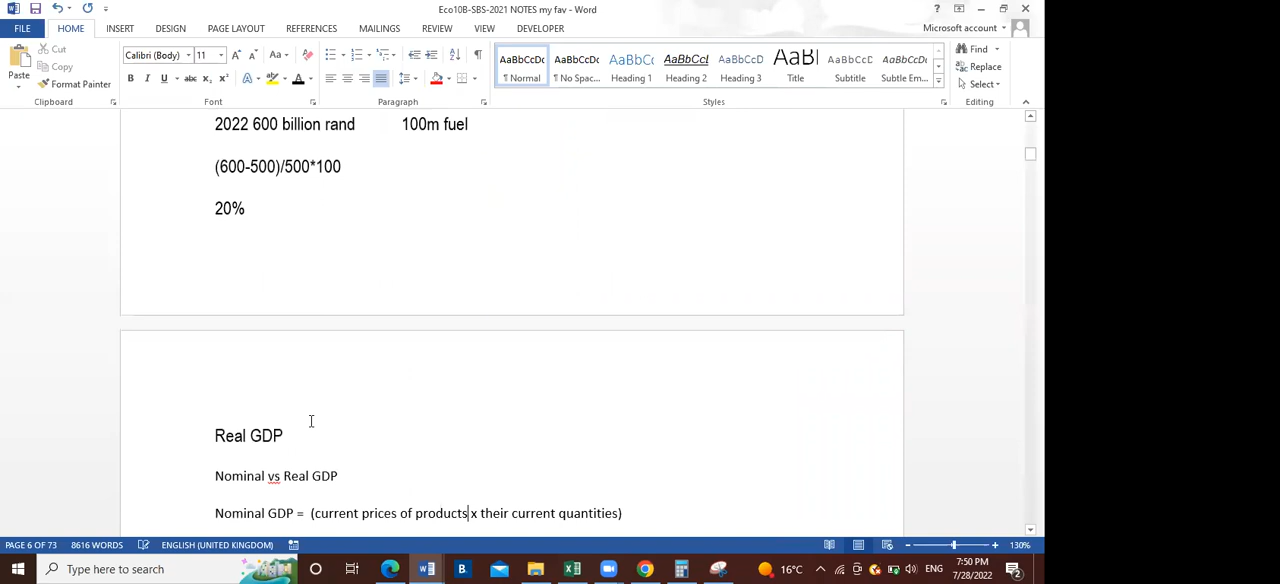 Eco10B-SBS-2021 NOTES my fav - Word
FILE HOME INSERT DESIGN PAGE LAYOUT REFERENCES MAILINGS REVIEW VIEW DEVELOPER Microsoft account
Paste
Cut
Copy
Format Painter
Clipboard
Calibri (Body) 11
Font
Paragraph
AaBbCcDc AaBbCcDc AaBbCc AaBbCcl AaBbCcD AaBl AaBbCcC AaBbCcDc
¶ Normal ¶ No Spac... Heading 1 Heading 2 Heading 3 Title Subtitle Subtle Em...
Styles
Find
Replace
Select
Editing
2022 600 billion rand 100m fuel
(600-500)/500*100
20%
Real GDP
Nominal vs Real GDP
Nominal GDP = (current prices of products x their current quantities)
PAGE 6 OF 73 8616 WORDS ENGLISH (UNITED KINGDOM) 130%
Type here to search
16°C ENG 7:50 PM
7/28/2022